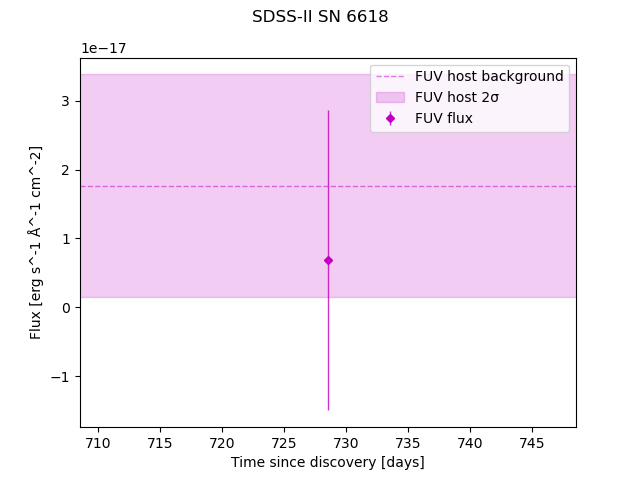 SDSS-II SN 6618
1e−17
FUV host background
FUV host 2σ
FUV flux
3
2
1
0
−1
Flux [erg s^-1 Å^-1 cm^-2]
710 715 720 725 730 735 740 745
Time since discovery [days]